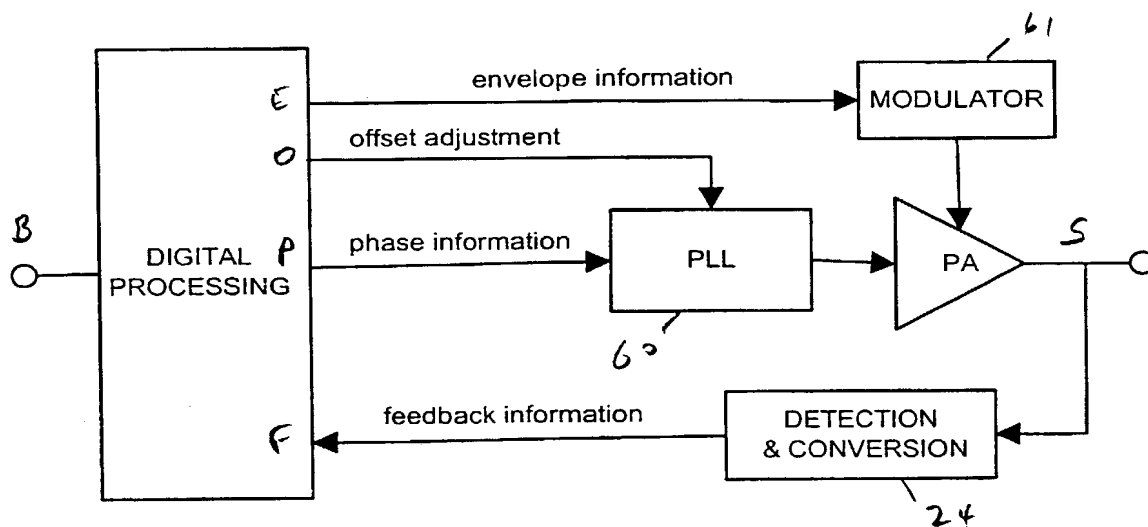 61
envelope information
MODULATOR
E
offset adjustment
O
B
DIGITAL
PROCESSING
P
phase information
PLL
PA
S
60
feedback information
F
DETECTION
& CONVERSION
24